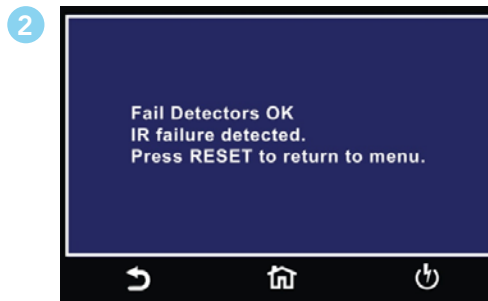 2
Fail Detectors OK
IR failure detected.
Press RESET to return to menu.